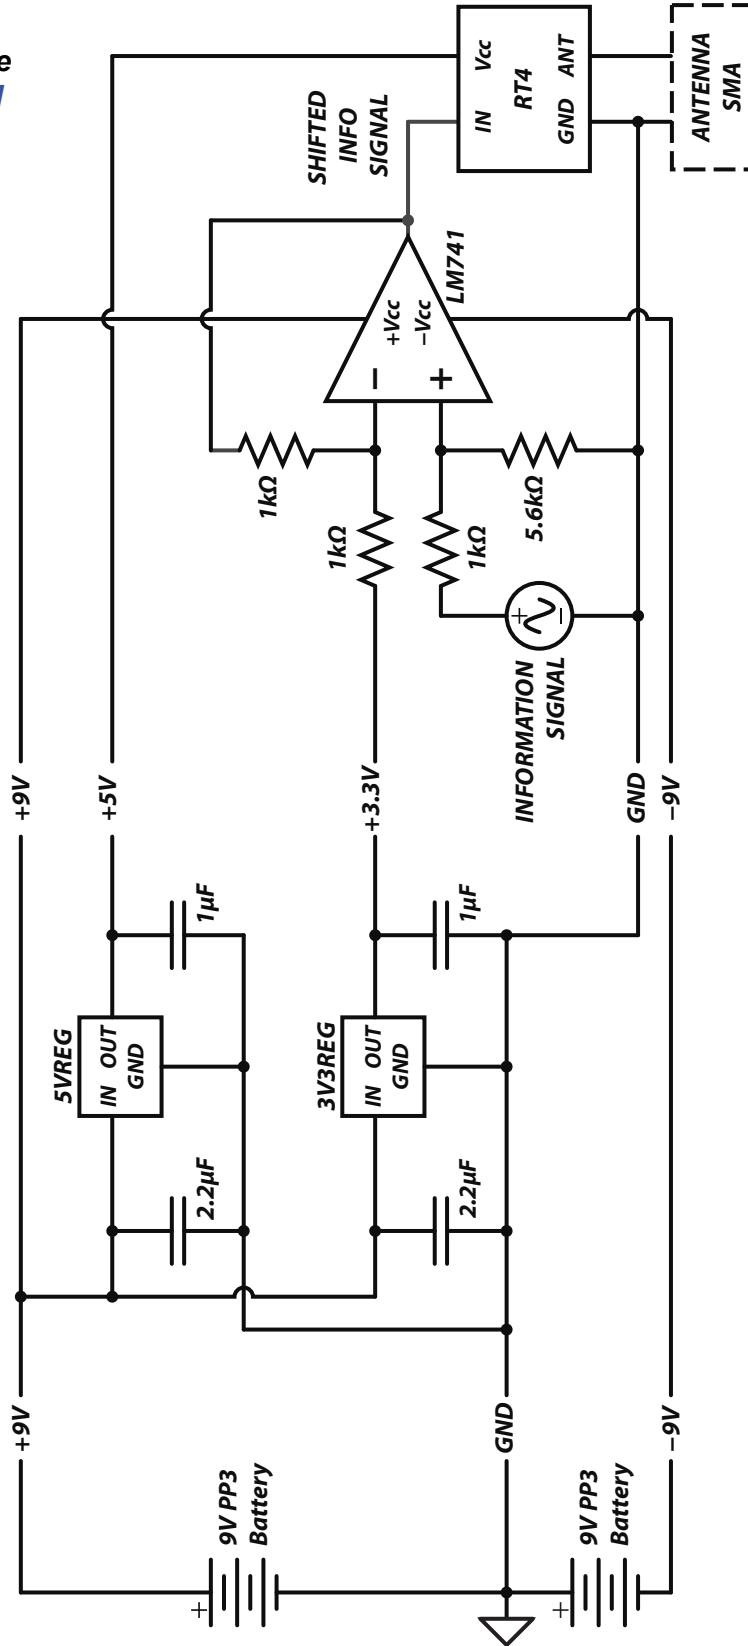 e
+9V
+5V
+3.3V
GND
−9V
+9V
GND
−9V
9V PP3
Battery
+
9V PP3
Battery
+
5VREG
IN OUT
GND
2.2µF
1µF
3V3REG
IN OUT
GND
2.2µF
1µF
INFORMATION
SIGNAL
+
−
1kΩ
1kΩ
1kΩ
5.6kΩ
−
+
+Vcc
−Vcc
LM741
SHIFTED
INFO
SIGNAL
IN Vcc
RT4
GND ANT
ANTENNA
SMA